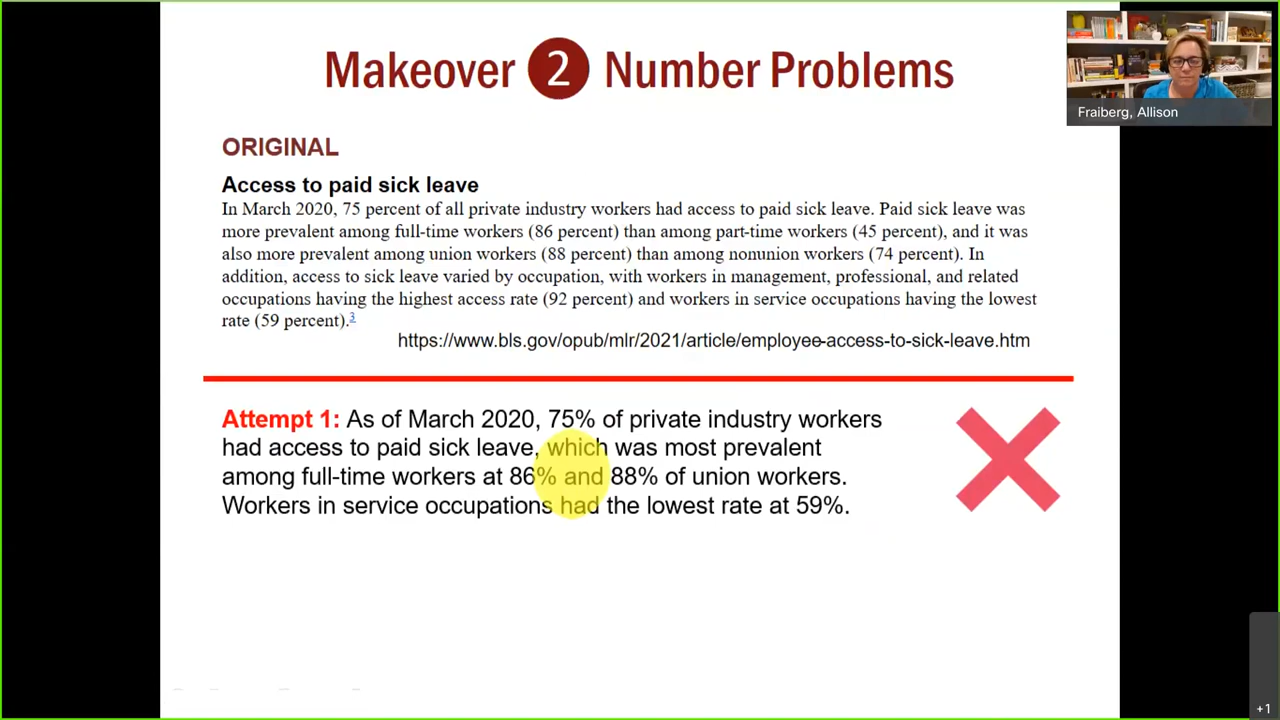 Makeover 2 Number Problems
Fraiberg, Allison
ORIGINAL
Access to paid sick leave
In March 2020, 75 percent of all private industry workers had access to paid sick leave. Paid sick leave was
more prevalent among full-time workers (86 percent) than among part-time workers (45 percent), and it was
also more prevalent among union workers (88 percent) than among nonunion workers (74 percent). In
addition, access to sick leave varied by occupation, with workers in management, professional, and related
occupations having the highest access rate (92 percent) and workers in service occupations having the lowest
rate (59 percent).3
https://www.bls.gov/opub/mlr/2021/article/employee-access-to-sick-leave.htm
Attempt 1: As of March 2020, 75% of private industry workers
had access to paid sick leave, which was most prevalent
among full-time workers at 86% and 88% of union workers.
Workers in service occupations had the lowest rate at 59%.
+1